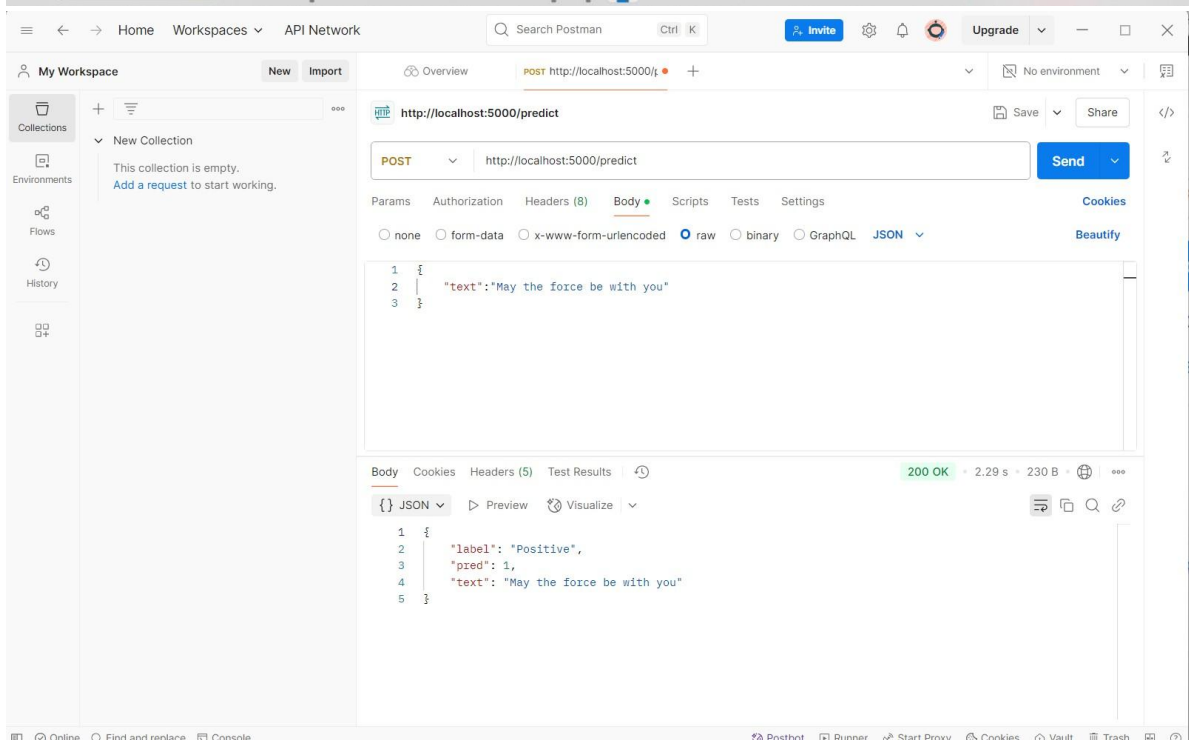 Home Workspaces API Network Search Postman Ctrl K Invite Upgrade
My Workspace New Import Overview POST http://localhost:5000/p No environment
Collections
Environments
Flows
History
New Collection
This collection is empty.
Add a request to start working.
HTTP http://localhost:5000/predict Save Share
POST http://localhost:5000/predict Send
Params Authorization Headers (8) Body Scripts Tests Settings Cookies
none form-data x-www-form-urlencoded raw binary GraphQL JSON Beautify
1 {
2 "text":"May the force be with you"
3 }
Body Cookies Headers (5) Test Results 200 OK 2.29 s 230 B
{} JSON Preview Visualize
1 {
2 "label": "Positive",
3 "pred": 1,
4 "text": "May the force be with you"
5 }
Online Find and replace Console Postbot Runner Start Proxy Cookies Vault Trash